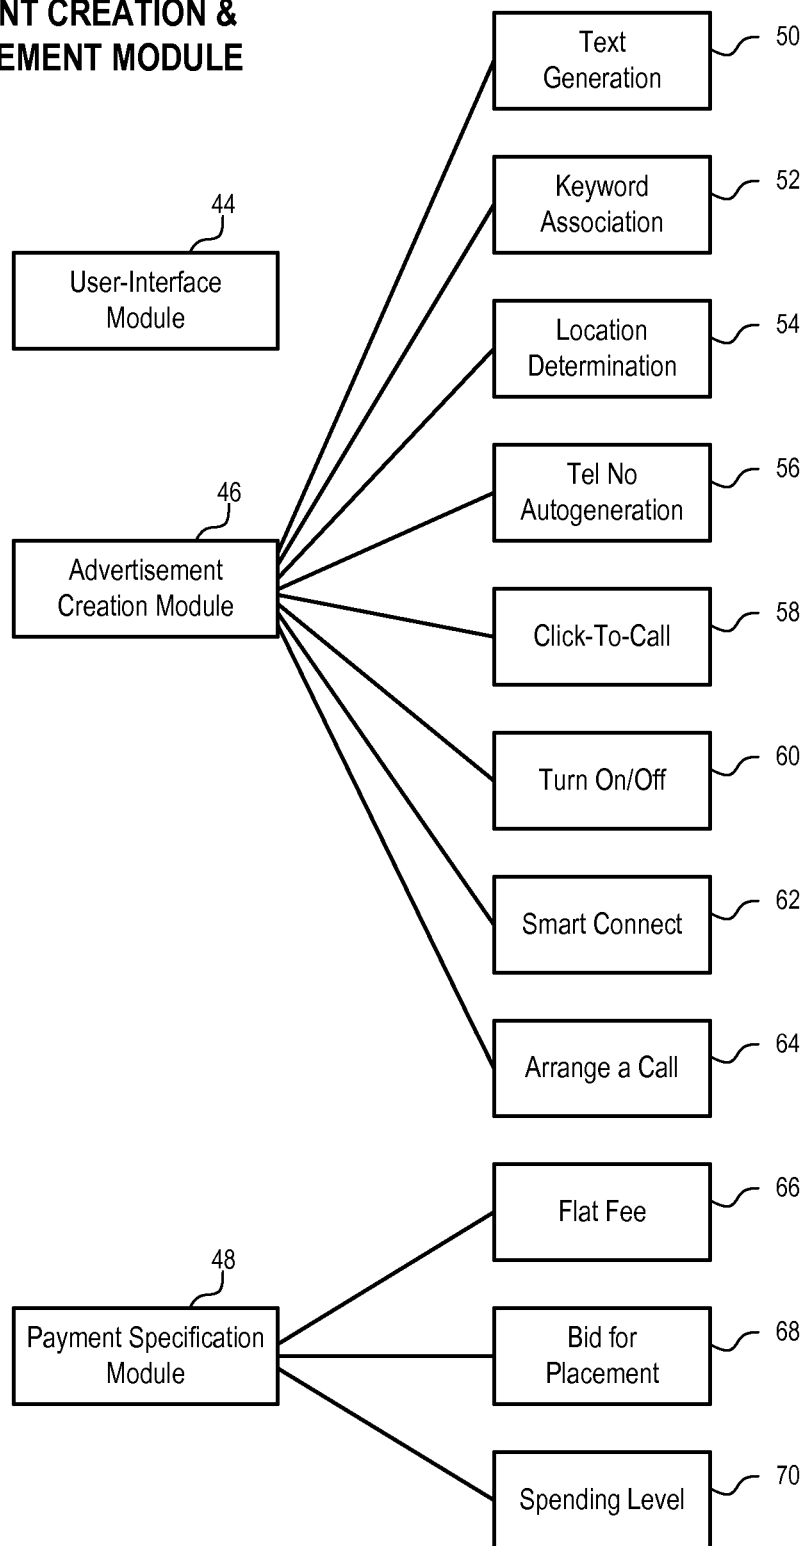 NT CREATION &
EMENT MODULE
50
Text
Generation
52
Keyword
Association
44
User-Interface
Module
54
Location
Determination
56
Tel No
Autogeneration
46
Advertisement
Creation Module
58
Click-To-Call
60
Turn On/Off
62
Smart Connect
64
Arrange a Call
66
Flat Fee
48
Payment Specification
Module
68
Bid for
Placement
70
Spending Level